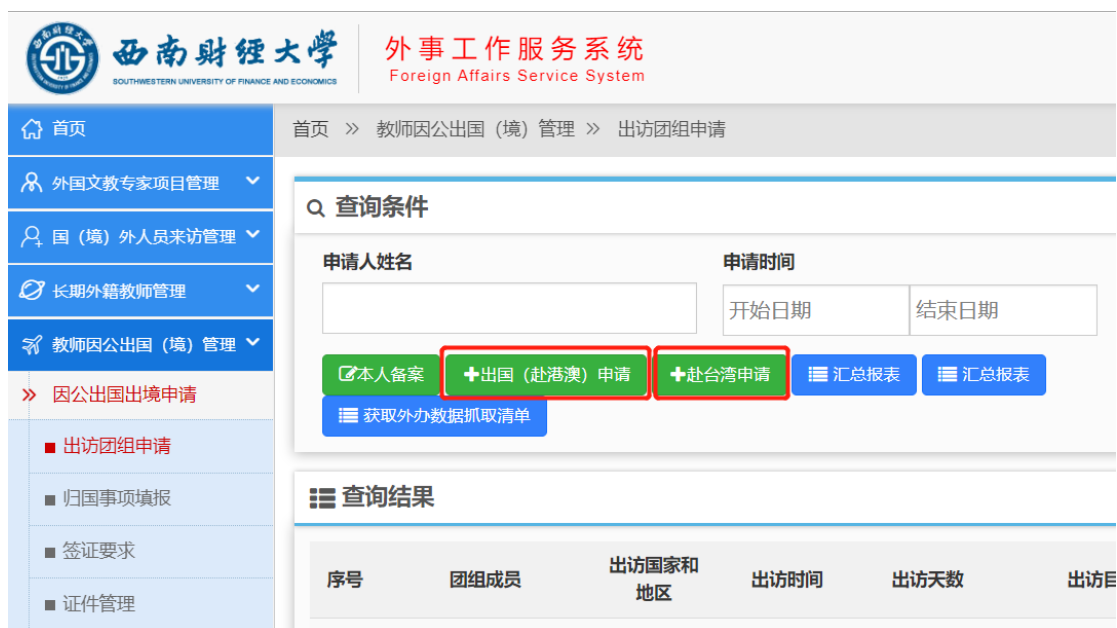 西南财经大学
SOUTHWESTERN UNIVERSITY OF FINANCE AND ECONOMICS
外事工作服务系统
Foreign Affairs Service System
首页
外国文教专家项目管理
国（境）外人员来访管理
长期外籍教师管理
教师因公出国（境）管理
因公出国出境申请
出访团组申请
归国事项填报
签证要求
证件管理
首页 » 教师因公出国（境）管理 » 出访团组申请
查询条件
申请人姓名 申请时间
开始日期 结束日期
本人备案 +出国（赴港澳）申请 +赴台湾申请 汇总报表 汇总报表
获取外办数据抓取清单
查询结果
序号 团组成员 出访国家和地区 出访时间 出访天数 出访目